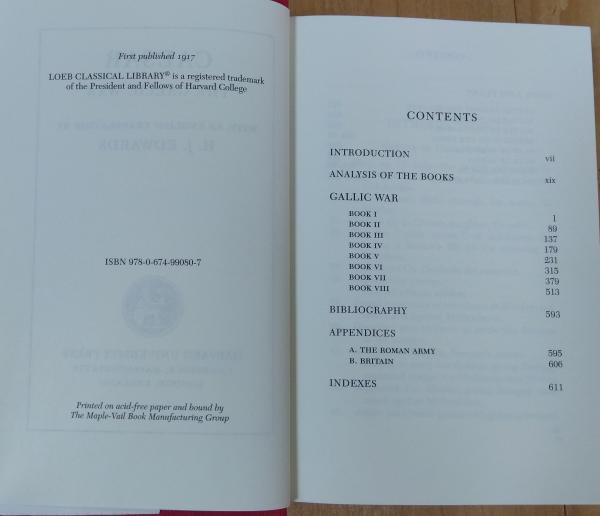 First published 1917
LOEB CLASSICAL LIBRARY® is a registered trademark
of the President and Fellows of Harvard College
ISBN 978-0-674-99080-7
Printed on acid-free paper and bound by
The Maple-Vail Book Manufacturing Group
CONTENTS
INTRODUCTION vii
ANALYSIS OF THE BOOKS xix
GALLIC WAR
BOOK I 1
BOOK II 89
BOOK III 137
BOOK IV 179
BOOK V 231
BOOK VI 315
BOOK VII 379
BOOK VIII 513
BIBLIOGRAPHY 593
APPENDICES
A. THE ROMAN ARMY 595
B. BRITAIN 606
INDEXES 611